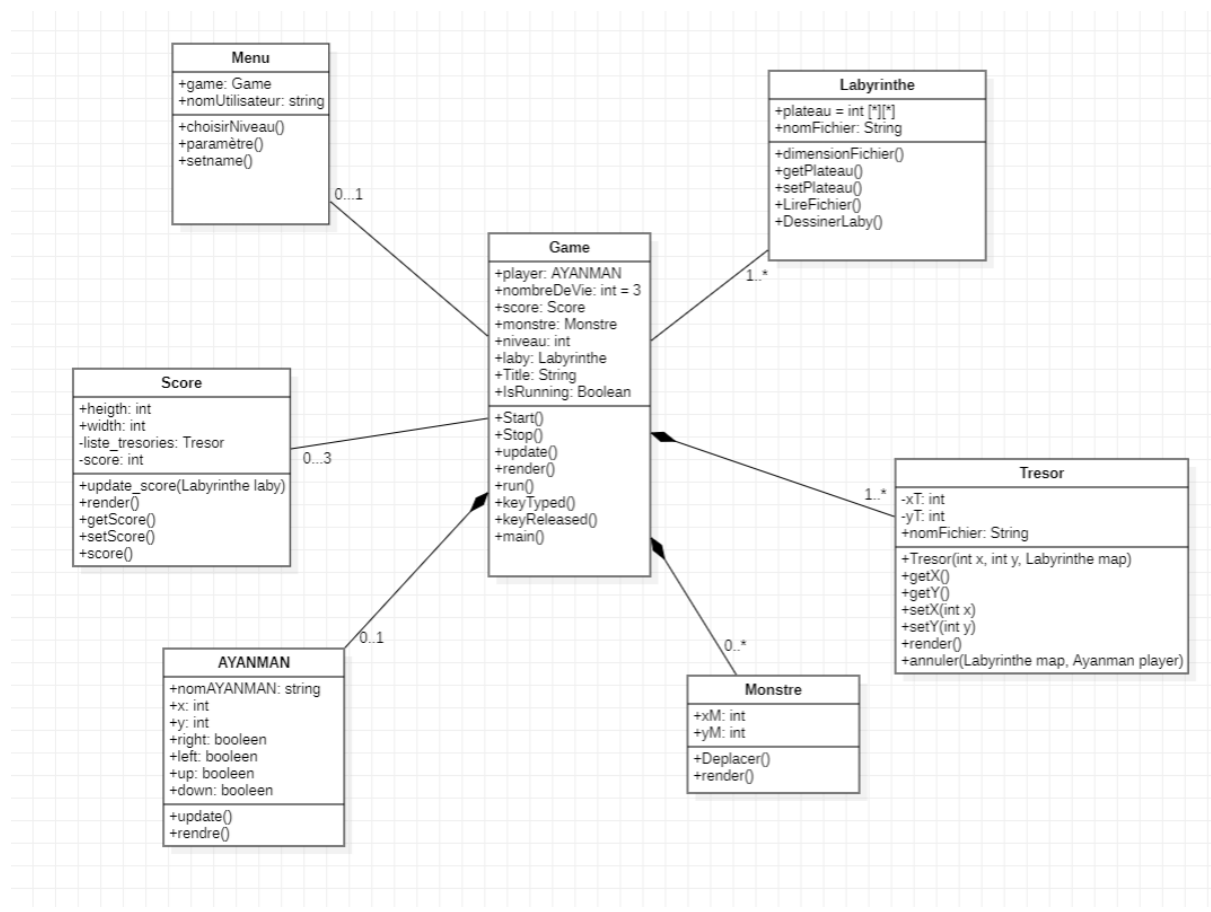 Menu
+game: Game
+nomUtilisateur: string
+choisirNiveau()
+paramètre()
+setname()
0...1
Labyrinthe
+plateau = int [*][*]
+nomFichier: String
+dimensionFichier()
+getPlateau()
+setPlateau()
+LireFichier()
+DessinerLaby()
1..*
Game
+player: AYANMAN
+nombreDeVie: int = 3
+score: Score
+monstre: Monstre
+niveau: int
+laby: Labyrinthe
+Title: String
+IsRunning: Boolean
+Start()
+Stop()
+update()
+render()
+run()
+keyTyped()
+keyReleased()
+main()
Score
+heigth: int
+width: int
-liste_tresories: Tresor
-score: int
+update_score(Labyrinthe laby)
+render()
+getScore()
+setScore()
+score()
0...3
Tresor
-xT: int
-yT: int
+nomFichier: String
+Tresor(int x, int y, Labyrinthe map)
+getX()
+getY()
+setX(int x)
+setY(int y)
+render()
+annuler(Labyrinthe map, Ayanman player)
1..*
0..1
AYANMAN
+nomAYANMAN: string
+x: int
+y: int
+right: booleen
+left: booleen
+up: booleen
+down: booleen
+update()
+rendre()
0..*
Monstre
+xM: int
+yM: int
+Deplacer()
+render()